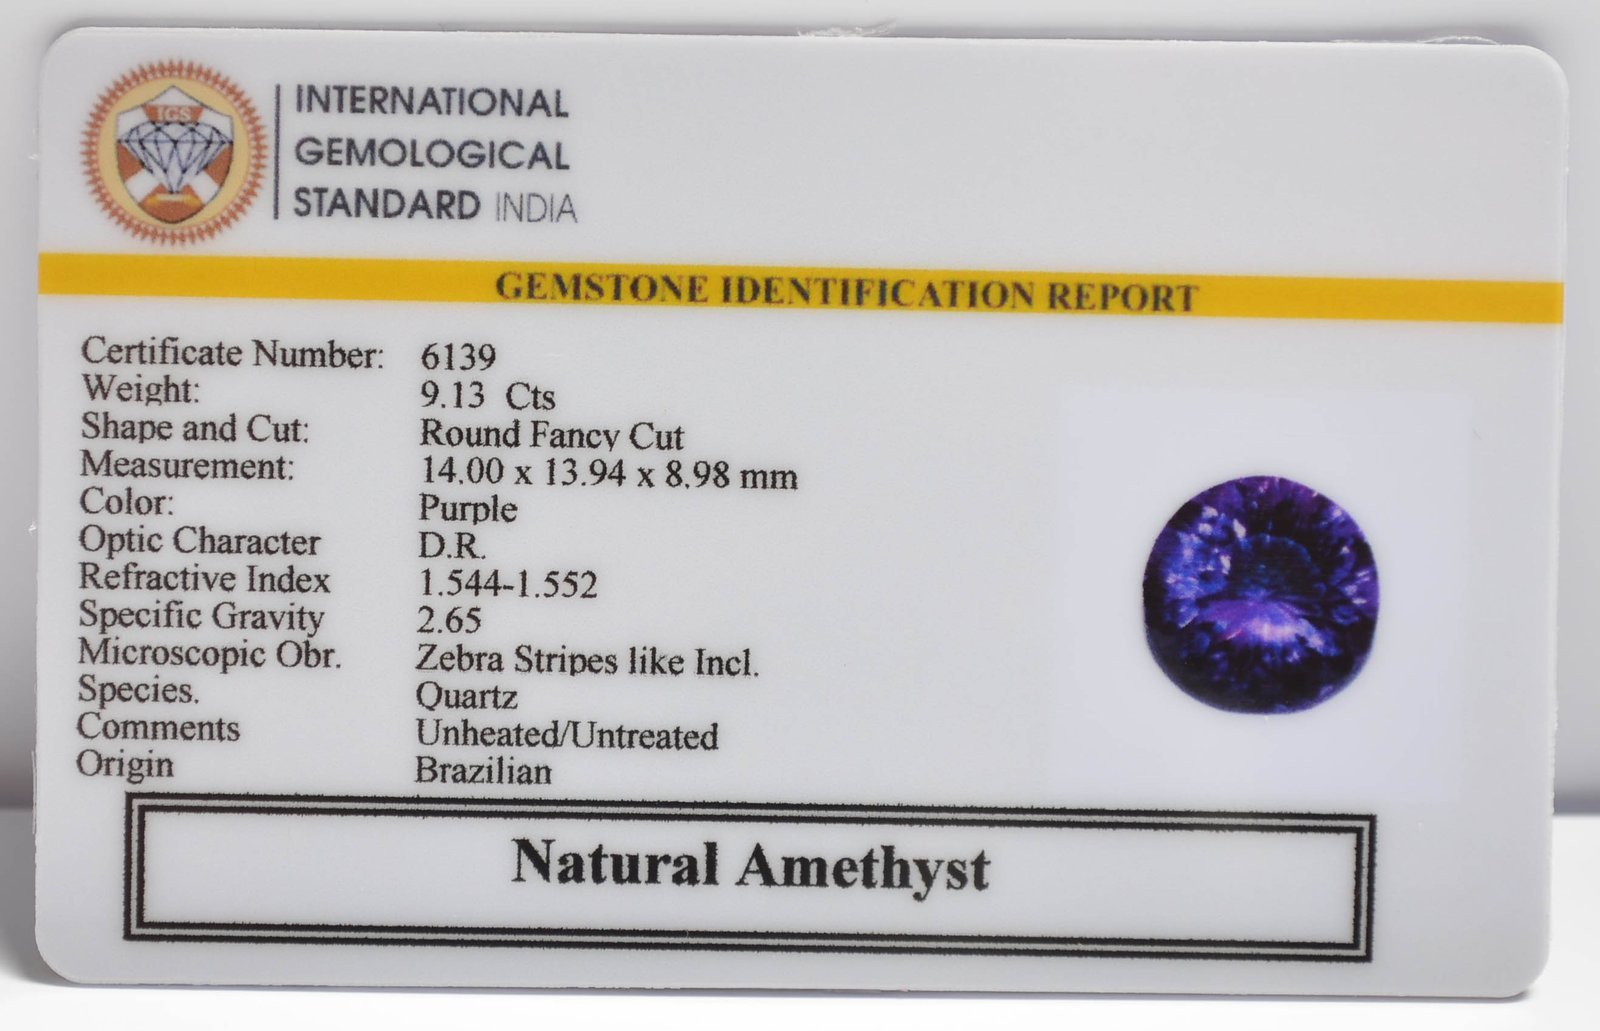 IGS
INTERNATIONAL
GEMOLOGICAL
STANDARD INDIA
GEMSTONE IDENTIFICATION REPORT
Certificate Number: 6139
Weight: 9.13 Cts
Shape and Cut: Round Fancy Cut
Measurement: 14.00 x 13.94 x 8.98 mm
Color: Purple
Optic Character D.R.
Refractive Index 1.544-1.552
Specific Gravity 2.65
Microscopic Obr. Zebra Stripes like Incl.
Species. Quartz
Comments Unheated/Untreated
Origin Brazilian
Natural Amethyst